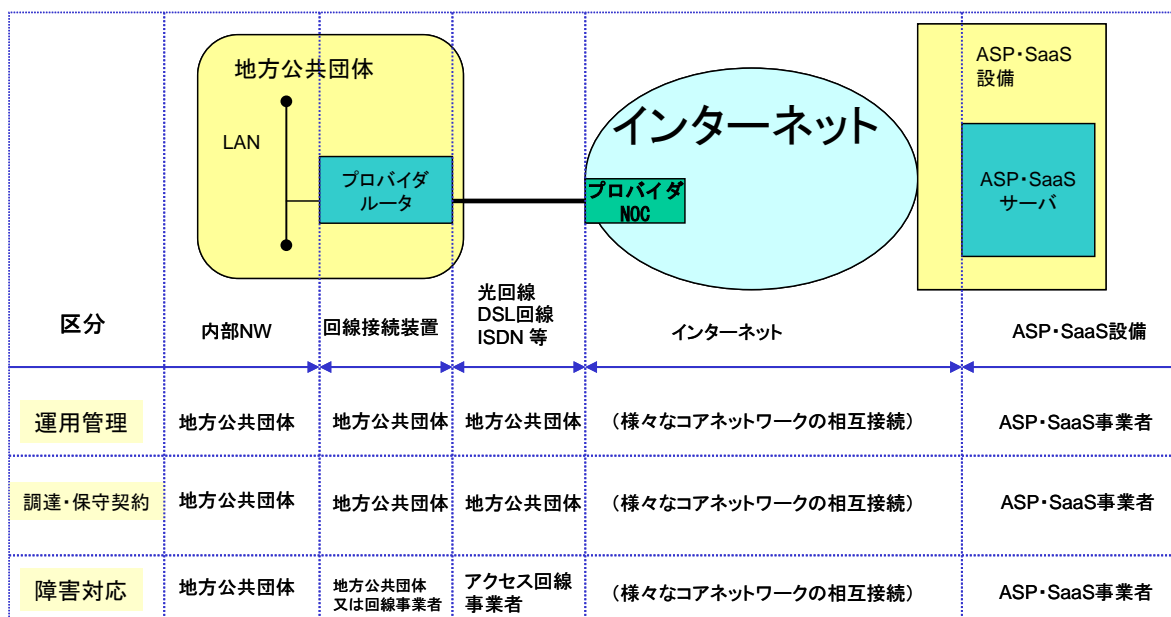 地方公共団体
LAN
プロバイダ
ルータ
インターネット
プロバイダ
NOC
ASP・SaaS
設備
ASP・SaaS
サーバ
区分
内部NW
回線接続装置
光回線
DSL回線
ISDN 等
インターネット
ASP・SaaS設備
運用管理
地方公共団体
地方公共団体
地方公共団体
(様々なコアネットワークの相互接続)
ASP・SaaS事業者
調達・保守契約
地方公共団体
地方公共団体
地方公共団体
(様々なコアネットワークの相互接続)
ASP・SaaS事業者
障害対応
地方公共団体
地方公共団体
又は回線事業者
アクセス回線
事業者
(様々なコアネットワークの相互接続)
ASP・SaaS事業者